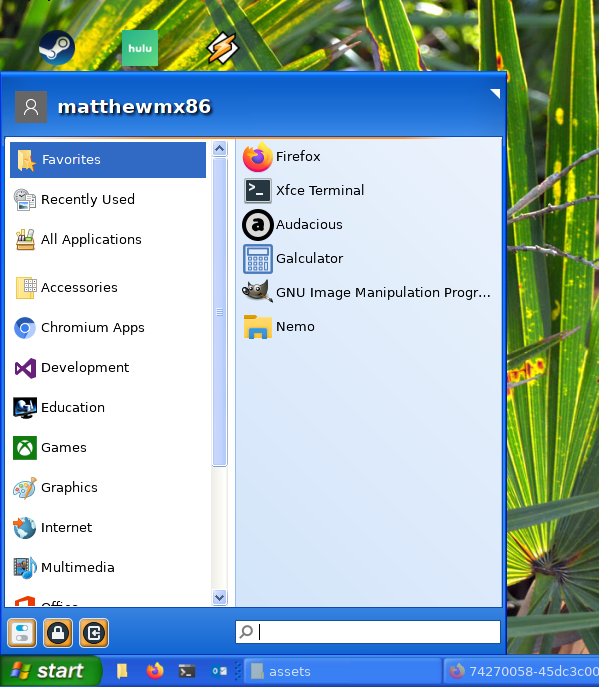 hulu
matthewmx86
Favorites
Recently Used
All Applications
Accessories
Chromium Apps
Development
Education
Games
Graphics
Internet
Multimedia
Office
Firefox
Xfce Terminal
Audacious
Galculator
GNU Image Manipulation Progr...
Nemo
start
assets
74270058-45dc3c00